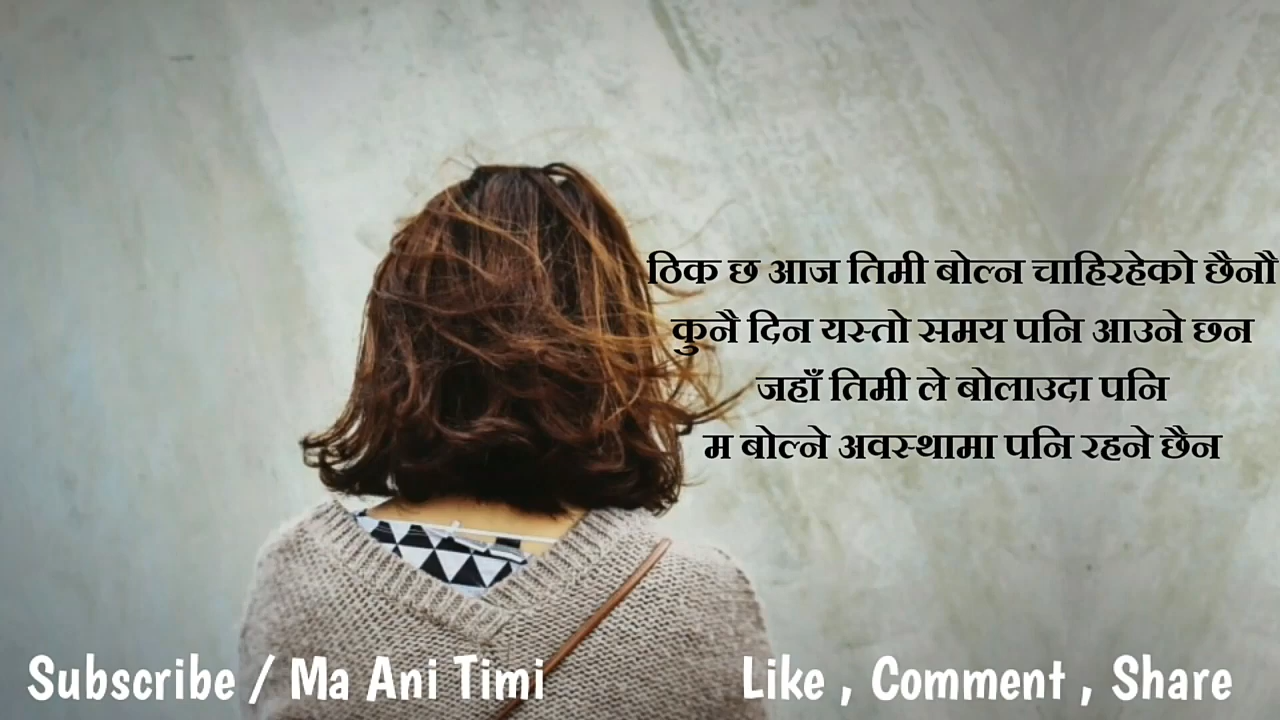 ठिक छ आज तिमी बोल्न चाहिरहेको छैनौ
कुनै दिन यस्तो समय पनि आउने छन
जहाँ तिमी ले बोलाउदा पनि
म बोल्ने अवस्थामा पनि रहने छैन
Subscribe / Ma Ani Timi
Like , Comment , Share